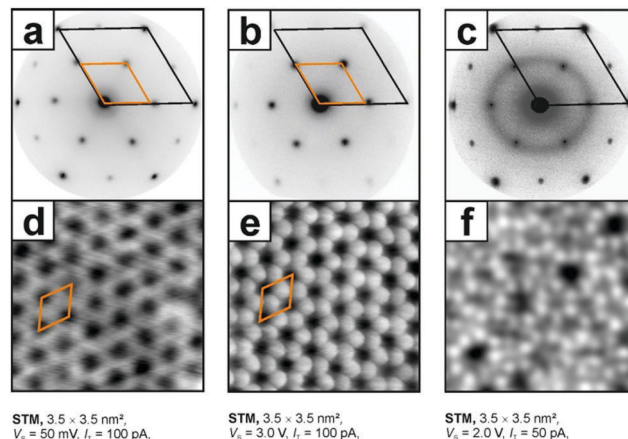 a
b
c
d
e
f
STM, 3.5 × 3.5 nm²,
V_S = 50 mV, I_T = 100 pA,
STM, 3.5 × 3.5 nm²,
V_S = 3.0 V, I_T = 100 pA,
STM, 3.5 × 3.5 nm²,
V_S = 2.0 V, I_T = 50 pA,